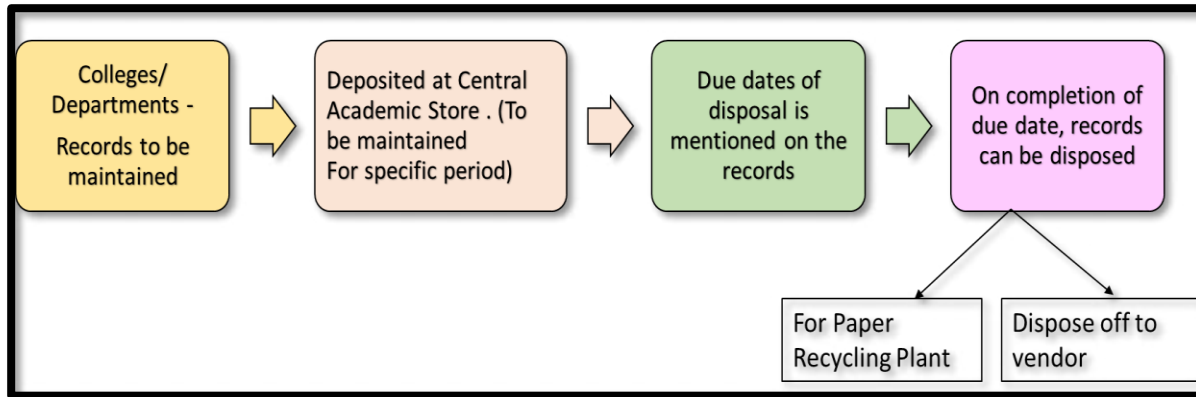 Colleges/
Departments -
Records to be
maintained
Deposited at Central
Academic Store . (To
be maintained
For specific period)
Due dates of
disposal is
mentioned on the
records
On completion of
due date, records
can be disposed
For Paper
Recycling Plant
Dispose off to
vendor